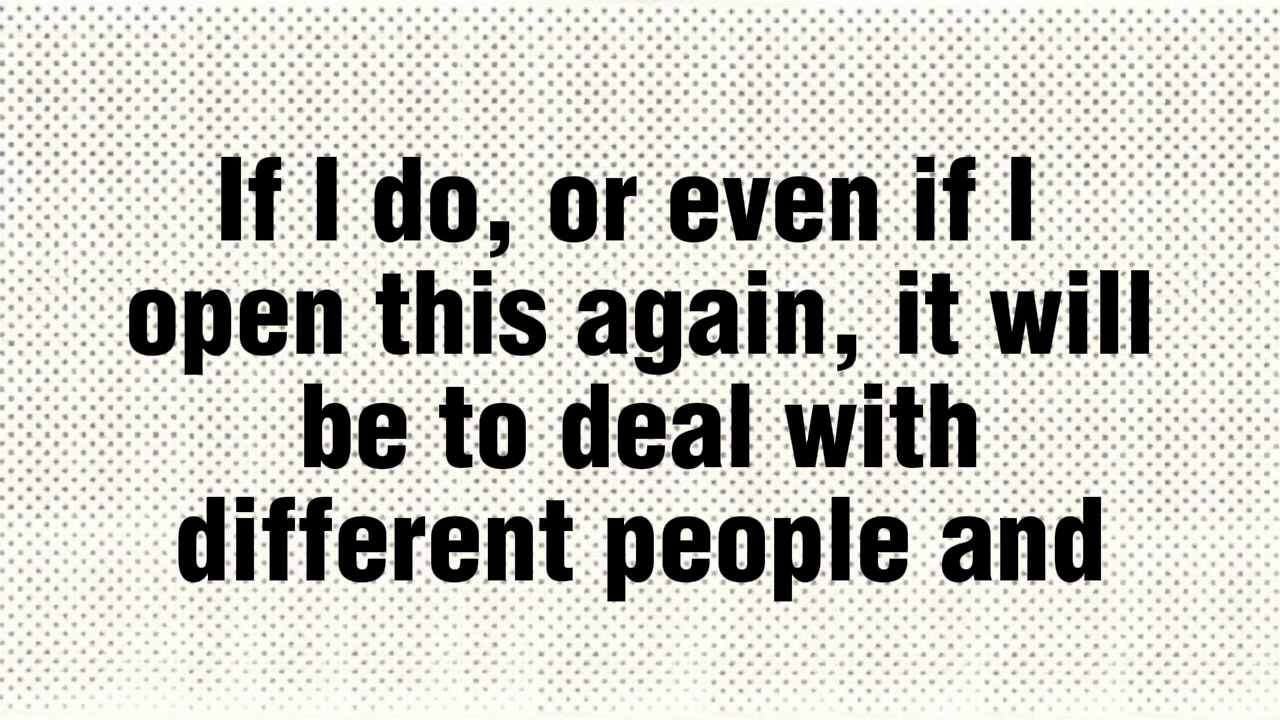 If I do, or even if I
open this again, it will
be to deal with
different people and